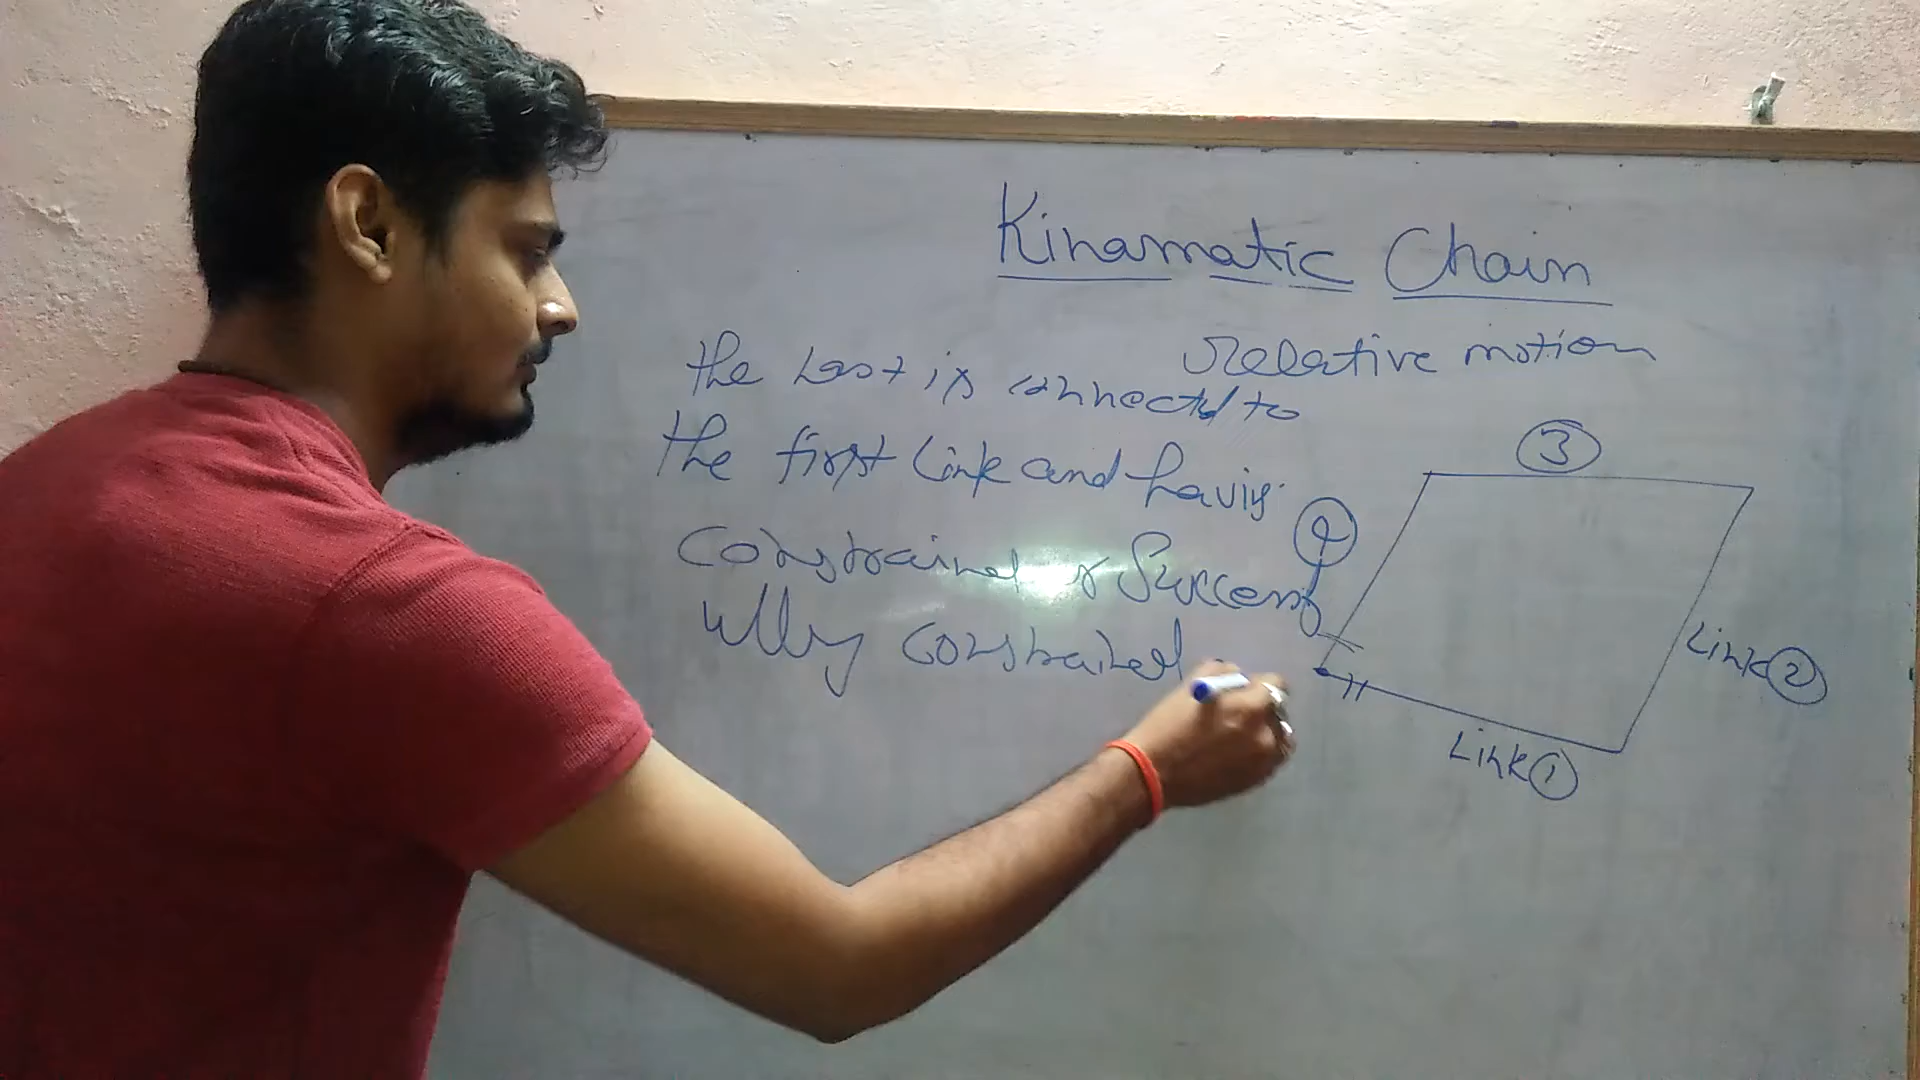 Kinamatic Chain
relative motion
the last is connected to
the first Link and having
Constrained or Successf
ully constrained
3
Link 2
Link 1